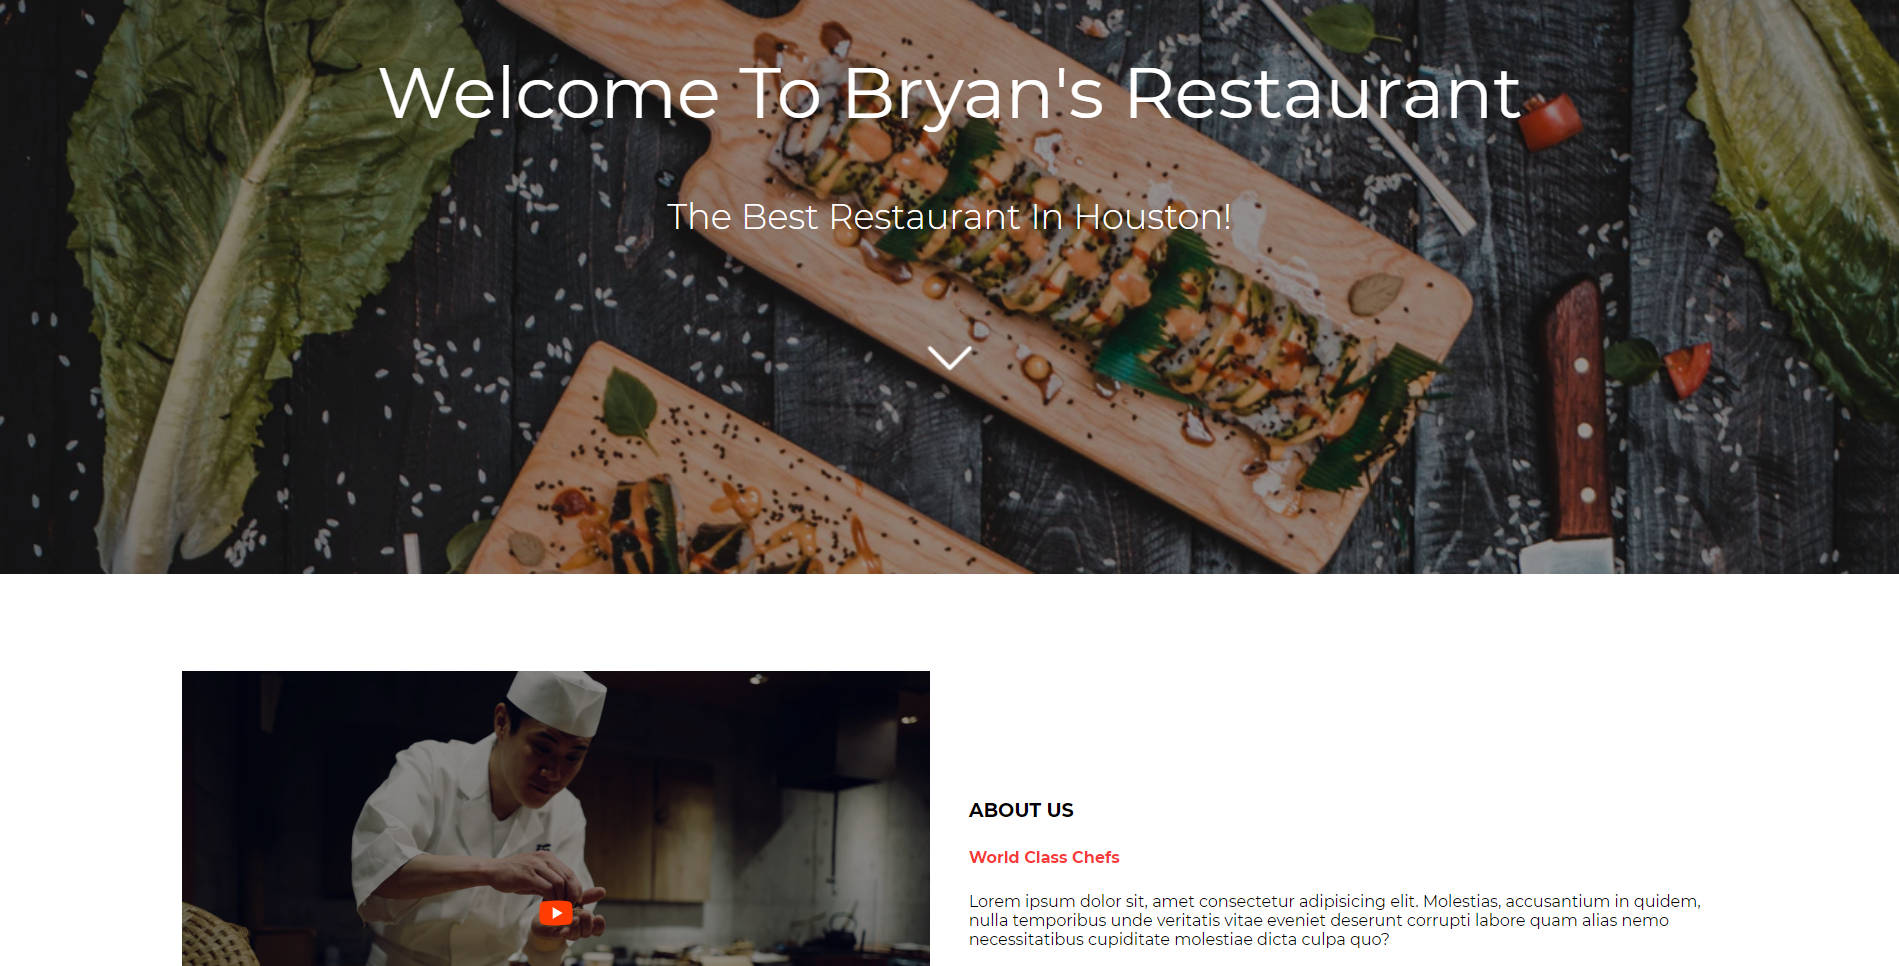 Welcome To Bryan's Restaurant
The Best Restaurant In Houston!
ABOUT US
World Class Chefs
Lorem ipsum dolor sit, amet consectetur adipisicing elit. Molestias, accusantium in quidem,
nulla temporibus unde veritatis vitae eveniet deserunt corrupti labore quam alias nemo
necessitatibus cupiditate molestiae dicta culpa quo?